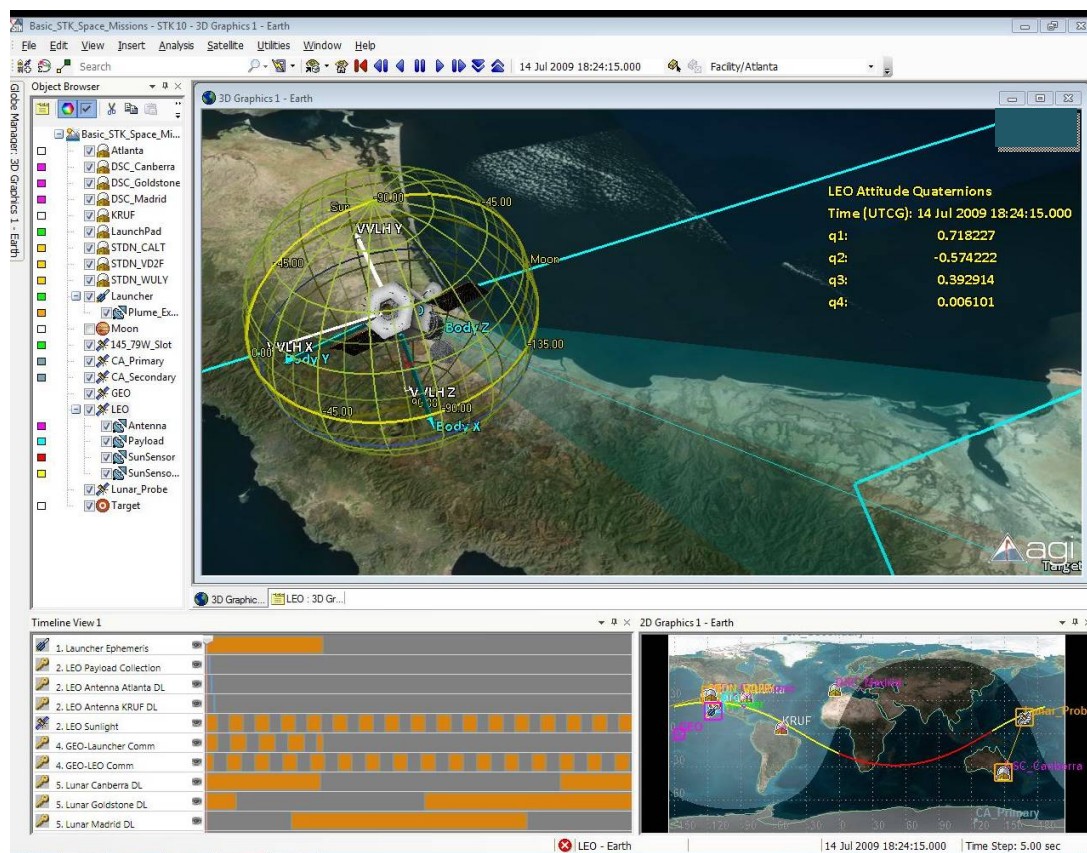 Basic_STK_Space_Missions - STK 10 - 3D Graphics 1 - Earth
File Edit View Insert Analysis Satellite Utilities Window Help
Search 14 Jul 2009 18:24:15.000 Facility/Atlanta
Globe Manager: 3D Graphics 1 - Earth
Object Browser
Basic_STK_Space_Mi...
Atlanta
DSC_Canberra
DSC_Goldstone
DSC_Madrid
KRUF
LaunchPad
STDN_CALT
STDN_VD2F
STDN_WULY
Launcher
Plume_Ex...
Moon
145_79W_Slot
CA_Primary
CA_Secondary
GEO
LEO
Antenna
Payload
SunSensor
SunSenso...
Lunar_Probe
Target
3D Graphics 1 - Earth
LEO Attitude Quaternions
Time (UTCG): 14 Jul 2009 18:24:15.000
q1: 0.718227
q2: -0.574222
q3: 0.392914
q4: 0.006101
-90.00
Sun
-45.00
VVLH Y
45.00
Moon
Body Z
0.00
Body Y
-135.00
VVLH Z
-45.00
-90.00
Body X
agi
Target
3D Graphic... LEO : 3D Gr...
Timeline View 1
1. Launcher Ephemeris
2. LEO Payload Collection
2. LEO Antenna Atlanta DL
2. LEO Antenna KRUF DL
2. LEO Sunlight
4. GEO-Launcher Comm
4. GEO-LEO Comm
5. Lunar Canberra DL
5. Lunar Goldstone DL
5. Lunar Madrid DL
2D Graphics 1 - Earth
KRUF
GEO
CA_Primary
LEO - Earth 14 Jul 2009 18:24:15.000 Time Step: 5.00 sec